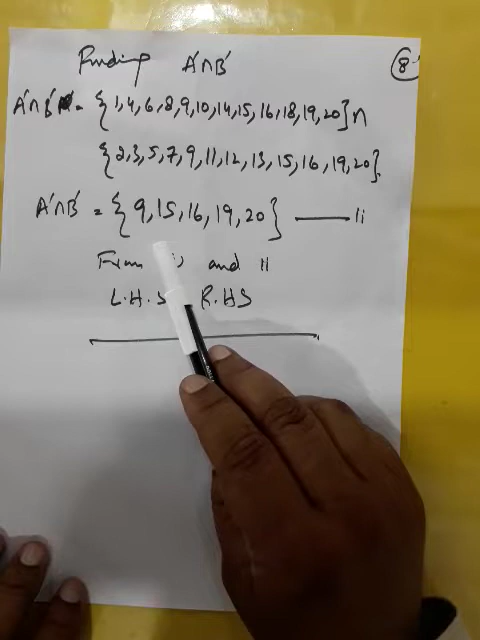 Finding A'∩B'
8
A'∩B' = {1,4,6,8,9,10,14,15,16,18,19,20}∩
{2,3,5,7,9,11,12,13,15,16,19,20}
A'∩B' = {9,15,16,19,20} — ii
From and ii
L.H.S R.HS